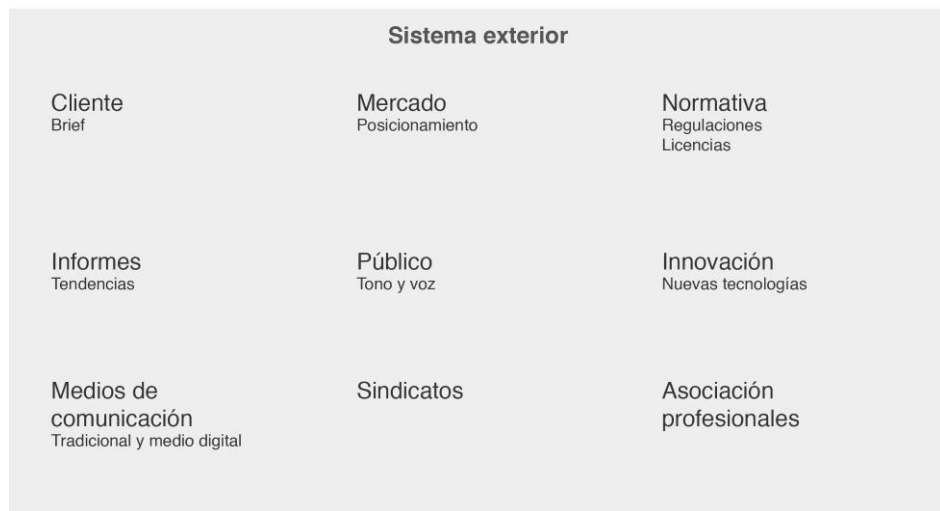 Sistema exterior
Cliente
Brief
Mercado
Posicionamiento
Normativa
Regulaciones
Licencias
Informes
Tendencias
Público
Tono y voz
Innovación
Nuevas tecnologías
Medios de
comunicación
Tradicional y medio digital
Sindicatos
Asociación
profesionales